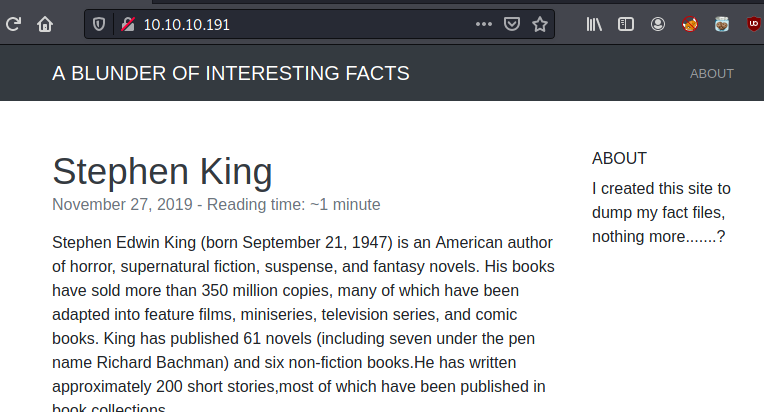 10.10.10.191
A BLUNDER OF INTERESTING FACTS
ABOUT
Stephen King
November 27, 2019 - Reading time: ~1 minute
Stephen Edwin King (born September 21, 1947) is an American author
of horror, supernatural fiction, suspense, and fantasy novels. His books
have sold more than 350 million copies, many of which have been
adapted into feature films, miniseries, television series, and comic
books. King has published 61 novels (including seven under the pen
name Richard Bachman) and six non-fiction books.He has written
approximately 200 short stories,most of which have been published in
book collections.
ABOUT
I created this site to
dump my fact files,
nothing more.......?